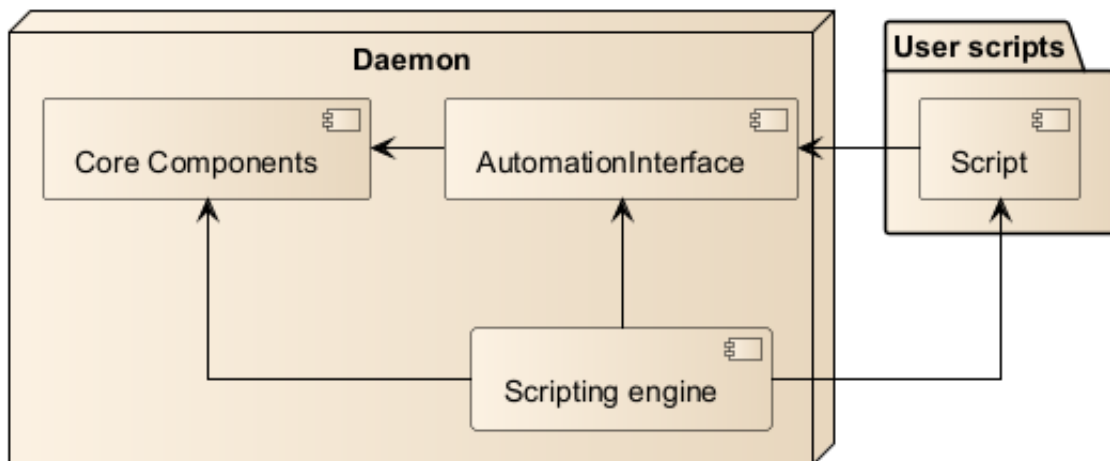 Daemon
User scripts
Core Components
AutomationInterface
Script
Scripting engine